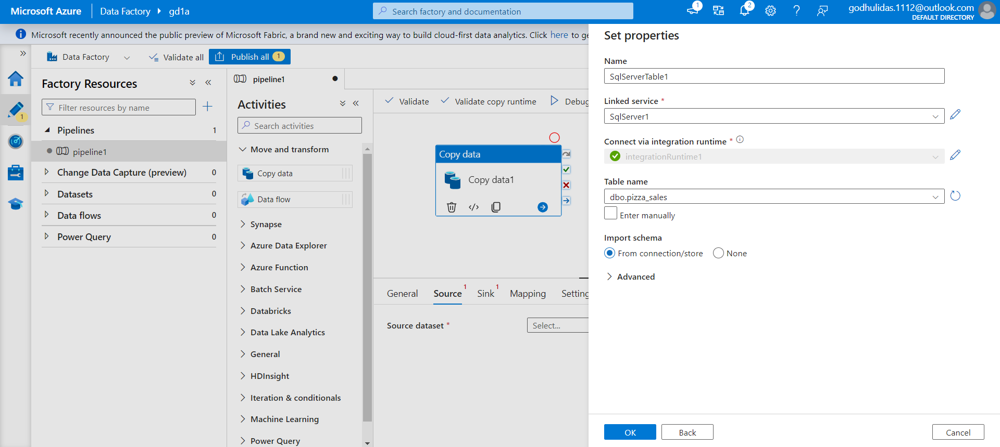 Microsoft Azure
Data Factory
gd1a
Search factory and documentation
1
2
godhulidas.1112@outlook.com
DEFAULT DIRECTORY
Microsoft recently announced the public preview of Microsoft Fabric, a brand new and exciting way to build cloud-first data analytics. Click here to ge
Data Factory
Validate all
Publish all
1
1
Factory Resources
Filter resources by name
Pipelines
1
pipeline1
Change Data Capture (preview)
0
Datasets
0
Data flows
0
Power Query
0
pipeline1
Activities
Search activities
Move and transform
Copy data
Data flow
Synapse
Azure Data Explorer
Azure Function
Batch Service
Databricks
Data Lake Analytics
General
HDInsight
Iteration & conditionals
Machine Learning
Power Query
Validate
Validate copy runtime
Debug
Copy data
Copy data1
General
Source
1
Sink
1
Mapping
Setting
Source dataset *
Select...
Set properties
Name
SqlServerTable1
Linked service *
SqlServer1
Connect via integration runtime *
integrationRuntime1
Table name
dbo.pizza_sales
Enter manually
Import schema
From connection/store
None
Advanced
OK
Back
Cancel